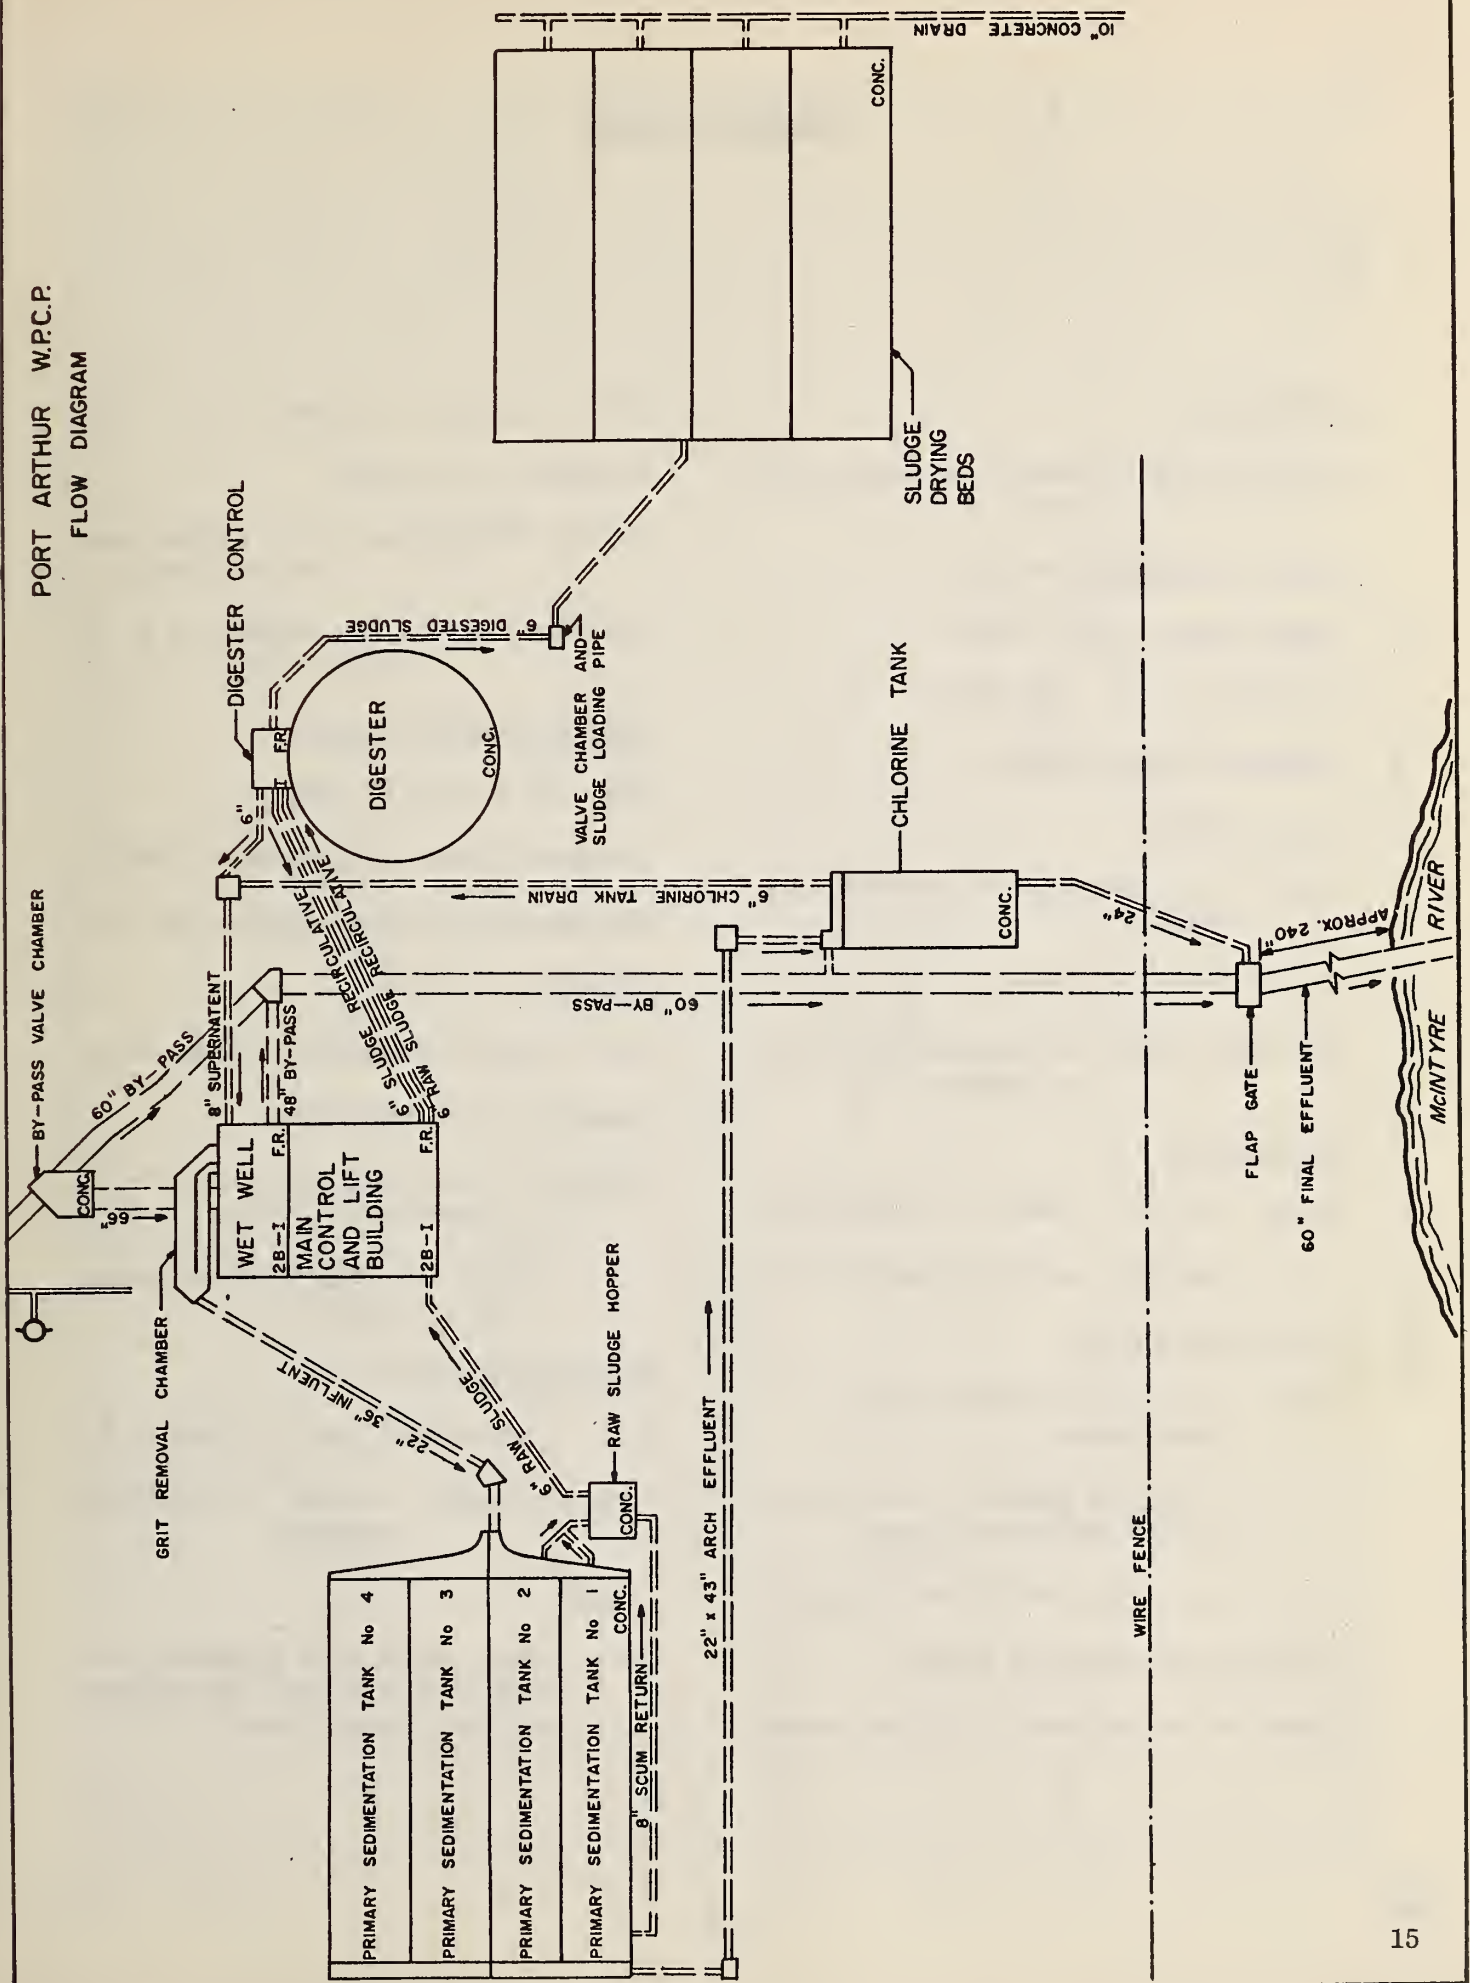 PORT ARTHUR W.P.C.P.
FLOW DIAGRAM
BY-PASS VALVE CHAMBER
CONC.
66"
60" BY-PASS
GRIT REMOVAL CHAMBER
8" SUPERNATENT
48" BY-PASS
WET WELL
2B-1 F.R.
MAIN
CONTROL
AND LIFT
BUILDING
2B-1 F.R.
36" INFLUENT
22"
6" RAW SLUDGE
RAW SLUDGE HOPPER
CONC.
PRIMARY SEDIMENTATION TANK No 4
PRIMARY SEDIMENTATION TANK No 3
PRIMARY SEDIMENTATION TANK No 2
PRIMARY SEDIMENTATION TANK No 1
CONC.
8" SCUM RETURN
22" x 43" ARCH EFFLUENT
DIGESTER CONTROL
F.R.
I
6"
6" SLUDGE RECIRCULATIVE
SLUDGE RECIRCULATIVE
6" RAW SLUDGE RECIRCULATIVE
DIGESTER
CONC.
6" DIGESTED SLUDGE
VALVE CHAMBER AND
SLUDGE LOADING PIPE
10" CONCRETE DRAIN
CONC.
SLUDGE
DRYING
BEDS
6" CHLORINE TANK DRAIN
60" BY-PASS
CHLORINE TANK
CONC.
24"
WIRE FENCE
FLAP GATE
60" FINAL EFFLUENT
APPROX. 240"
McINTYRE RIVER
15